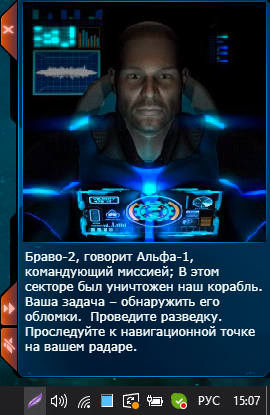 Браво-2, говорит Альфа-1,
командующий миссией; В этом
секторе был уничтожен наш корабль.
Ваша задача – обнаружить его
обломки.  Проведите разведку.
Проследуйте к навигационной точке
на вашем радаре.
РУС 15:07